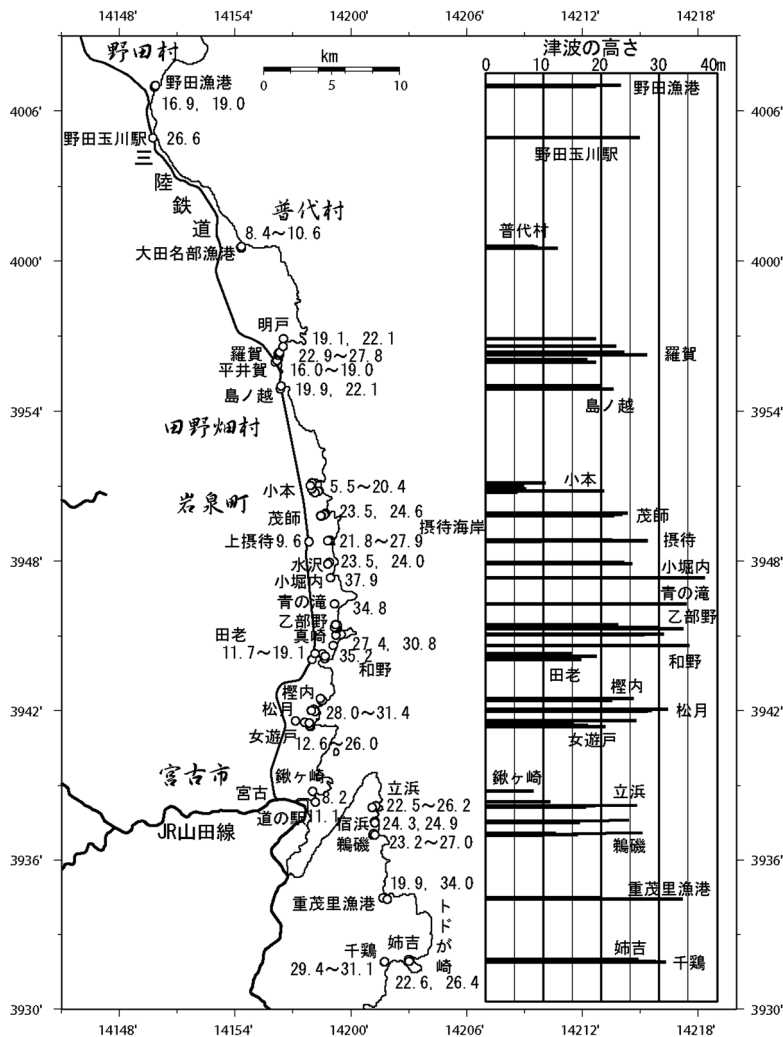 14148' 14154' 14200' 14206' 14212' 14218'
野田村
km
0 5 10
津波の高さ
0 10 20 30 40m
野田漁港
16.9, 19.0
野田漁港
4006'
4006'
野田玉川駅 26.6
野田玉川駅
三陸鉄道
普代村
8.4～10.6
大田名部漁港
普代村
4000'
4000'
明戸
19.1, 22.1
羅賀 22.9～27.8
羅賀
平井賀 16.0～19.0
島ノ越 19.9, 22.1
島ノ越
3954'
3954'
田野畑村
岩泉町
小本 5.5～20.4
小本
茂師 23.5, 24.6
茂師
摂待海岸
上摂待 9.6 21.8～27.9
摂待
3948'
3948'
水沢 23.5, 24.0
小堀内 37.9
小堀内
青の滝 34.8
青の滝
乙部野
乙部野
田老 真崎 27.4, 30.8
11.7～19.1 35.2
和野
和野
田老
樫内
樫内
3942'
3942'
松月 28.0～31.4
松月
女遊戸 12.6～26.0
女遊戸
宮古市
鍬ヶ崎
鍬ヶ崎
宮古 8.2
立浜
22.5～26.2
立浜
道の駅 11.1
宿浜 24.3,24.9
JR山田線
鵜磯 23.2～27.0
鵜磯
3936'
3936'
19.9, 34.0
重茂里漁港
重茂里漁港
トドが崎
千鶏 姉吉
姉吉
千鶏
29.4～31.1
22.6, 26.4
3930'
3930'
14148' 14154' 14200' 14206' 14212' 14218'